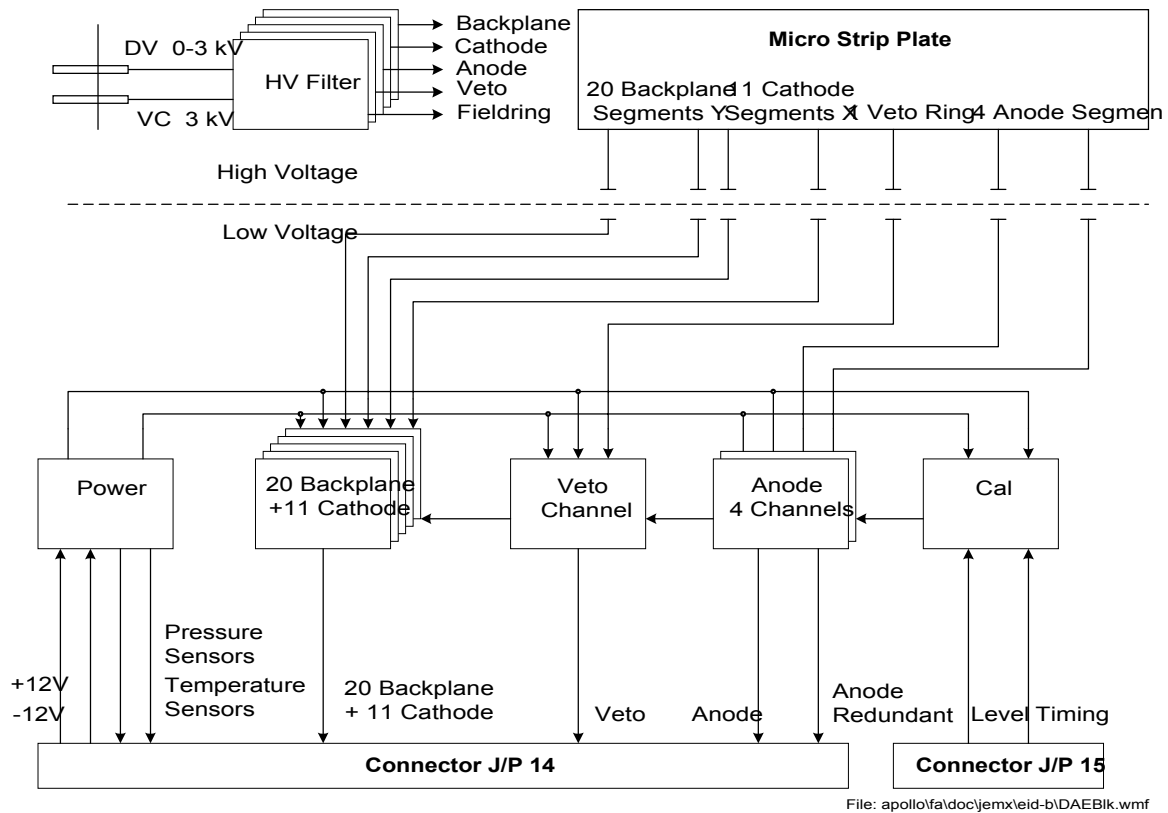 DV 0-3 kV
VC 3 kV
HV Filter
Backplane
Cathode
Anode
Veto
Fieldring
Micro Strip Plate
20 Backplane
Segments Y
11 Cathode
Segments X
1 Veto Ring
4 Anode Segmen
High Voltage
Low Voltage
Power
20 Backplane
+11 Cathode
Veto
Channel
Anode
4 Channels
Cal
Pressure
Sensors
Temperature
Sensors
+12V
-12V
20 Backplane
+ 11 Cathode
Veto
Anode
Anode
Redundant
Level Timing
Connector J/P 14
Connector J/P 15
File: apollo\fa\doc\jemx\eid-b\DAEBlk.wmf